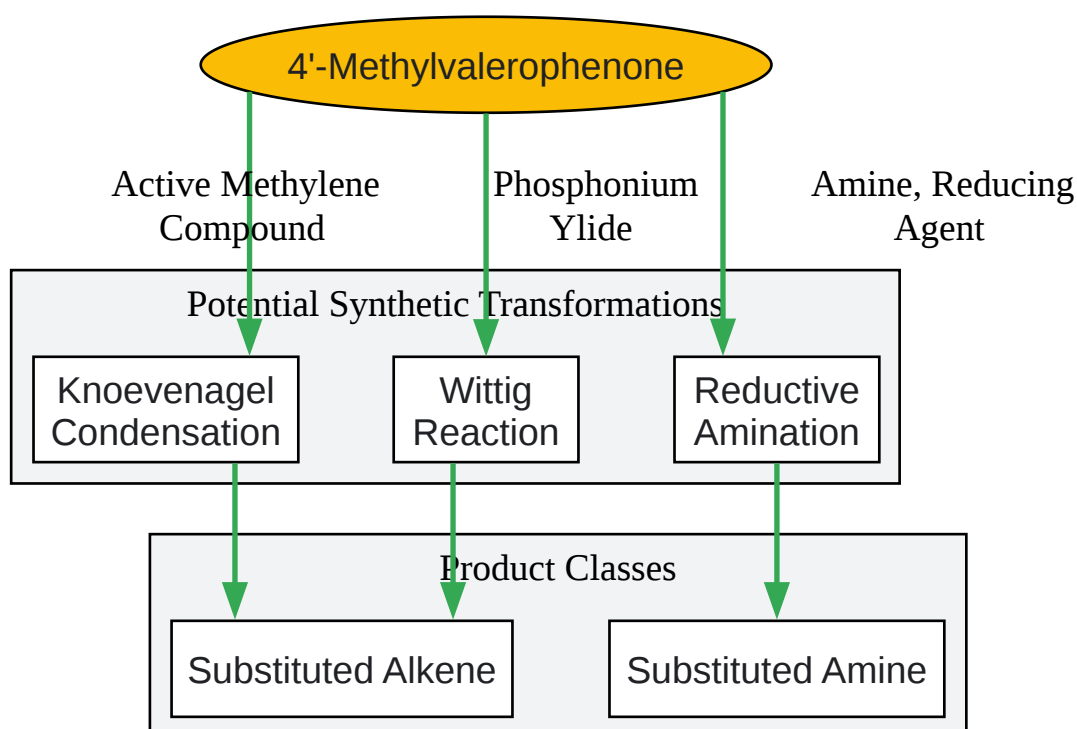 4'-Methylvalerophenone
Active Methylene
Compound
Phosphonium
Ylide
Amine, Reducing
Agent
Potential Synthetic Transformations
Knoevenagel
Condensation
Wittig
Reaction
Reductive
Amination
Product Classes
Substituted Alkene
Substituted Amine